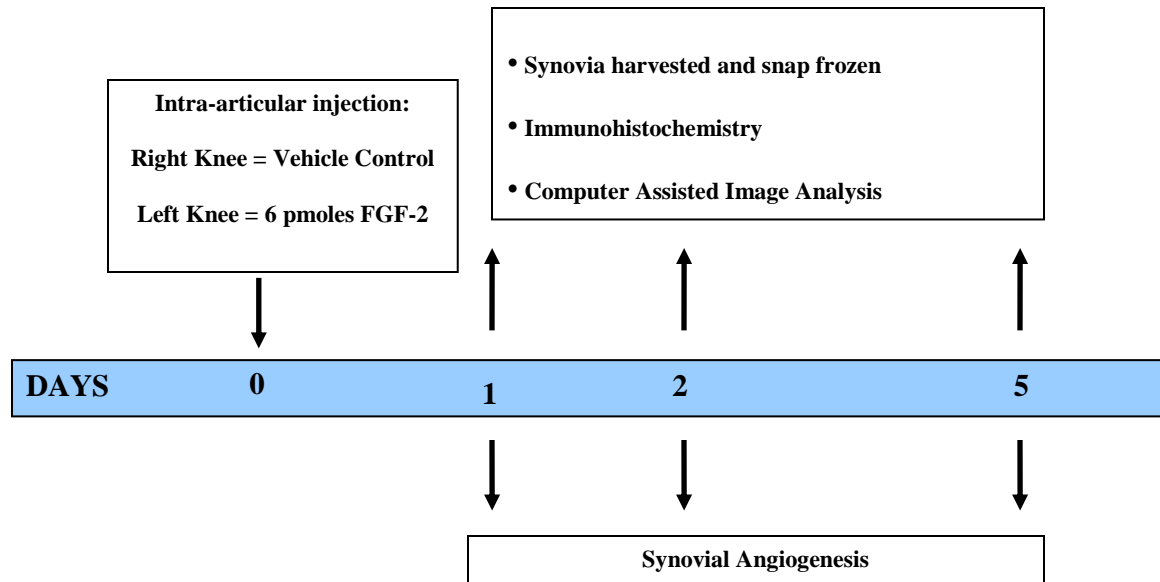 Intra-articular injection:
Right Knee = Vehicle Control
Left Knee = 6 pmoles FGF-2
• Synovia harvested and snap frozen
• Immunohistochemistry
• Computer Assisted Image Analysis
DAYS 0 1 2 5
Synovial Angiogenesis